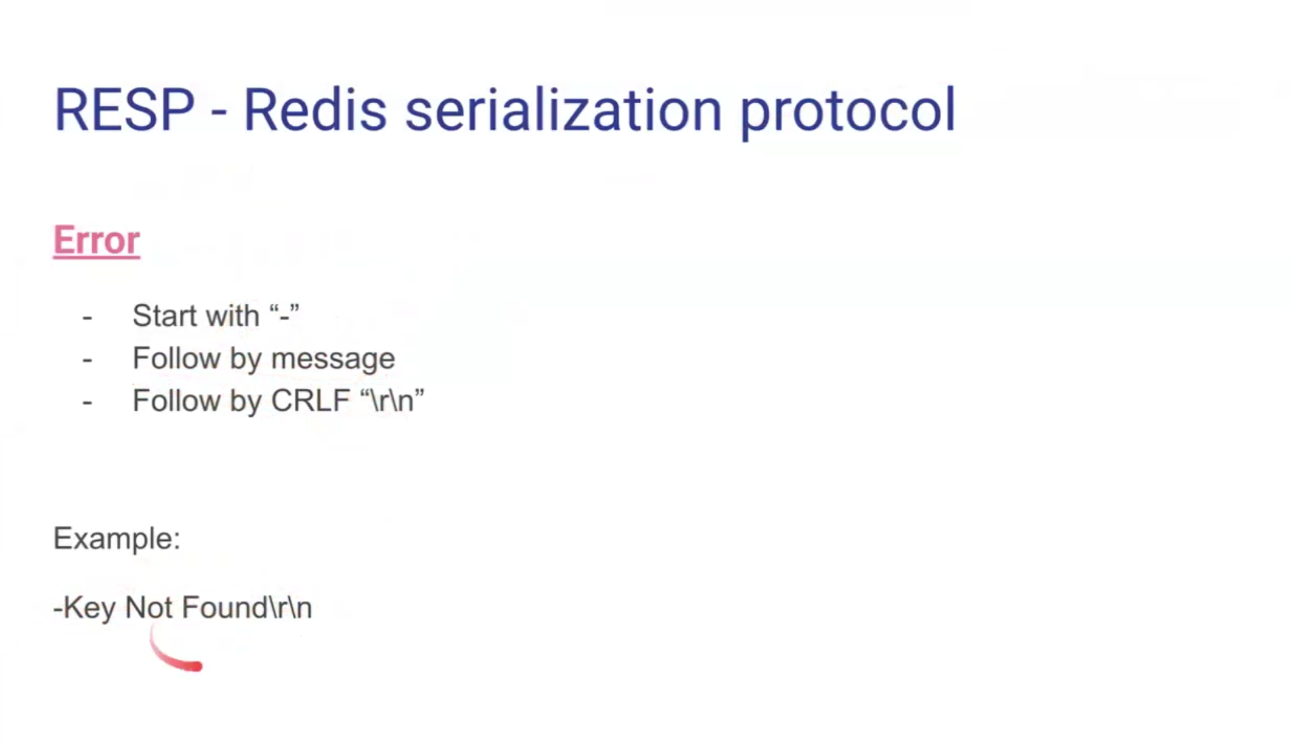 RESP - Redis serialization protocol
Error
- Start with “-”
- Follow by message
- Follow by CRLF “\r\n”
Example:
-Key Not Found\r\n